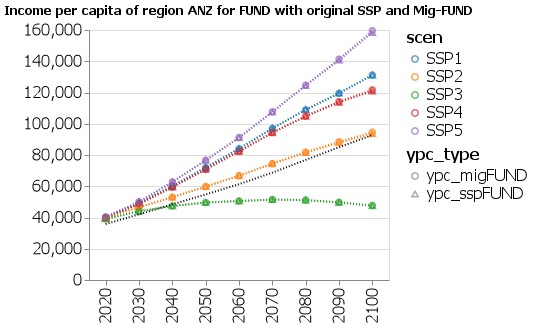 Income per capita of region ANZ for FUND with original SSP and Mig-FUND
160,000
140,000
120,000
100,000
80,000
60,000
40,000
20,000
0
2020
2030
2040
2050
2060
2070
2080
2090
2100
scen
SSP1
SSP2
SSP3
SSP4
SSP5
ypc_type
ypc_migFUND
ypc_sspFUND